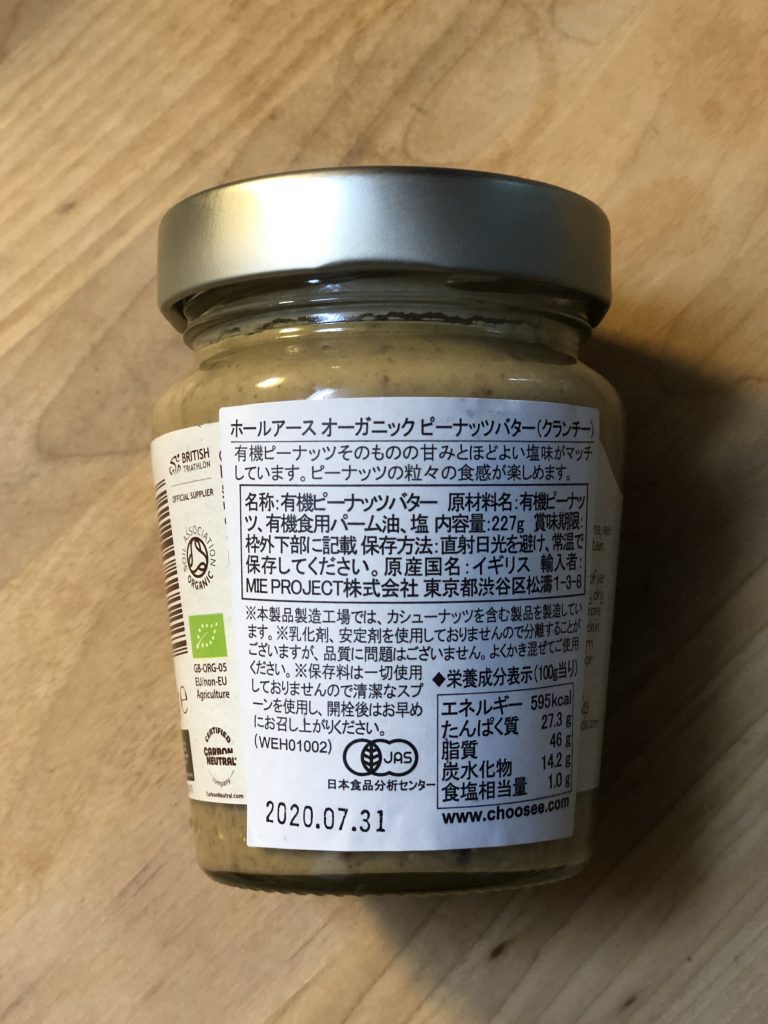 ホールアース オーガニック ピーナッツバター(クランチー)
有機ピーナッツそのものの甘みとほどよい塩味がマッチ
しています。ピーナッツの粒々の食感が楽しめます。
名称:有機ピーナッツバター 原材料名:有機ピーナッ
ツ、有機食用パーム油、塩 内容量:227g 賞味期限:
枠外下部に記載 保存方法:直射日光を避け、常温で
保存してください。原産国名:イギリス 輸入者:
MIE PROJECT株式会社 東京都渋谷区松濤1-3-8
※本製品製造工場では、カシューナッツを含む製品を製造してい
ます。※乳化剤、安定剤を使用しておりませんので分離することが
ございますが、品質に問題はございません。よくかき混ぜてご使用
ください。※保存料は一切使用
しておりませんので清潔なスプ
ーンを使用し、開栓後はお早め
にお召し上がりください。
(WEH01002)
JAS
日本食品分析センター
2020.07.31
◆栄養成分表示(100g当り)
エネルギー 595kcal
たんぱく質 27.3 g
脂質 46 g
炭水化物 14.2 g
食塩相当量 1.0 g
www.choosee.com
BRITISH
TRIATHLON
OFFICIAL SUPPLIER
SOIL ASSOCIATION
ORGANIC
GB-ORG-05
EU/non-EU
Agriculture
CERTIFIED
CARBON
NEUTRAL
company
CarbonNeutral.com